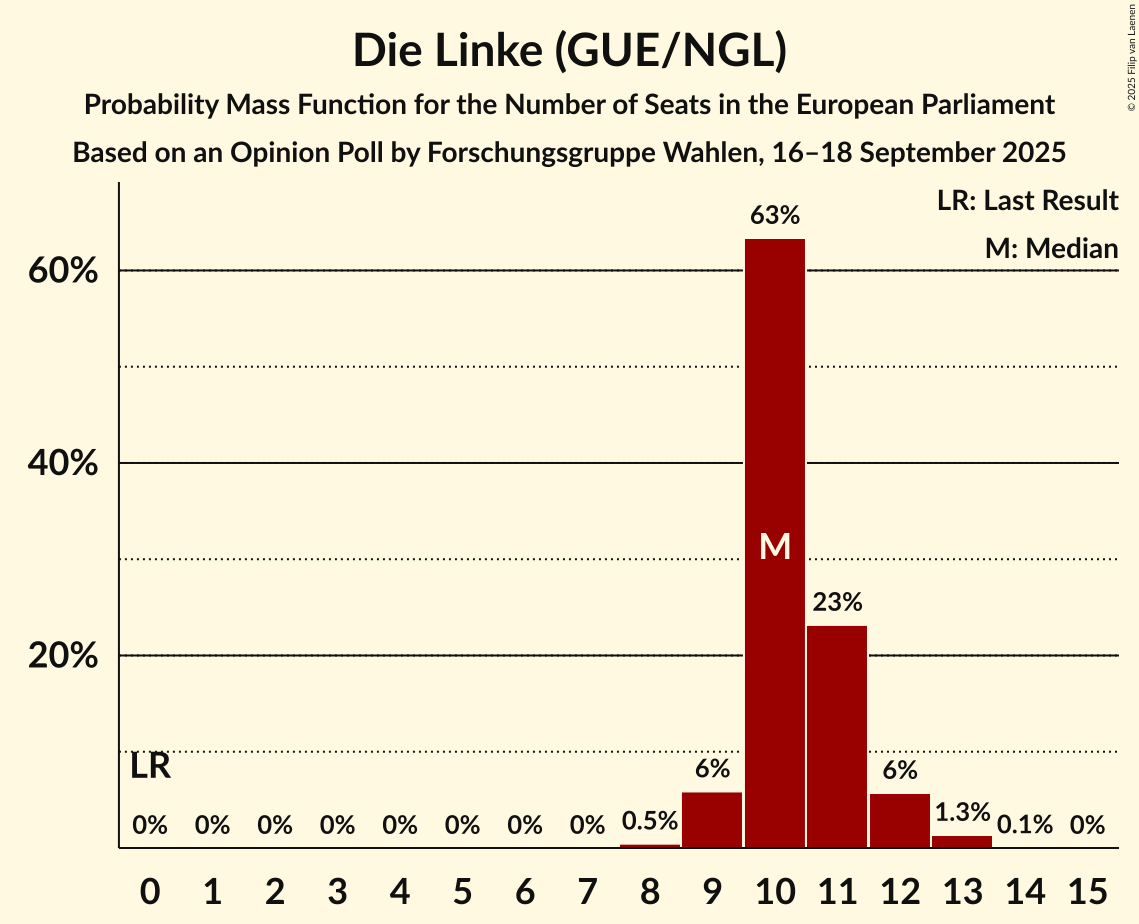 Die Linke (GUE/NGL)
Probability Mass Function for the Number of Seats in the European Parliament
Based on an Opinion Poll by Forschungsgruppe Wahlen, 16–18 September 2025
© 2025 Filip van Laenen
LR: Last Result
M: Median
63%
60%
M
40%
23%
20%
LR
0% 0% 0% 0% 0% 0% 0% 0% 0.5% 6% 6% 1.3% 0.1% 0%
0 1 2 3 4 5 6 7 8 9 10 11 12 13 14 15